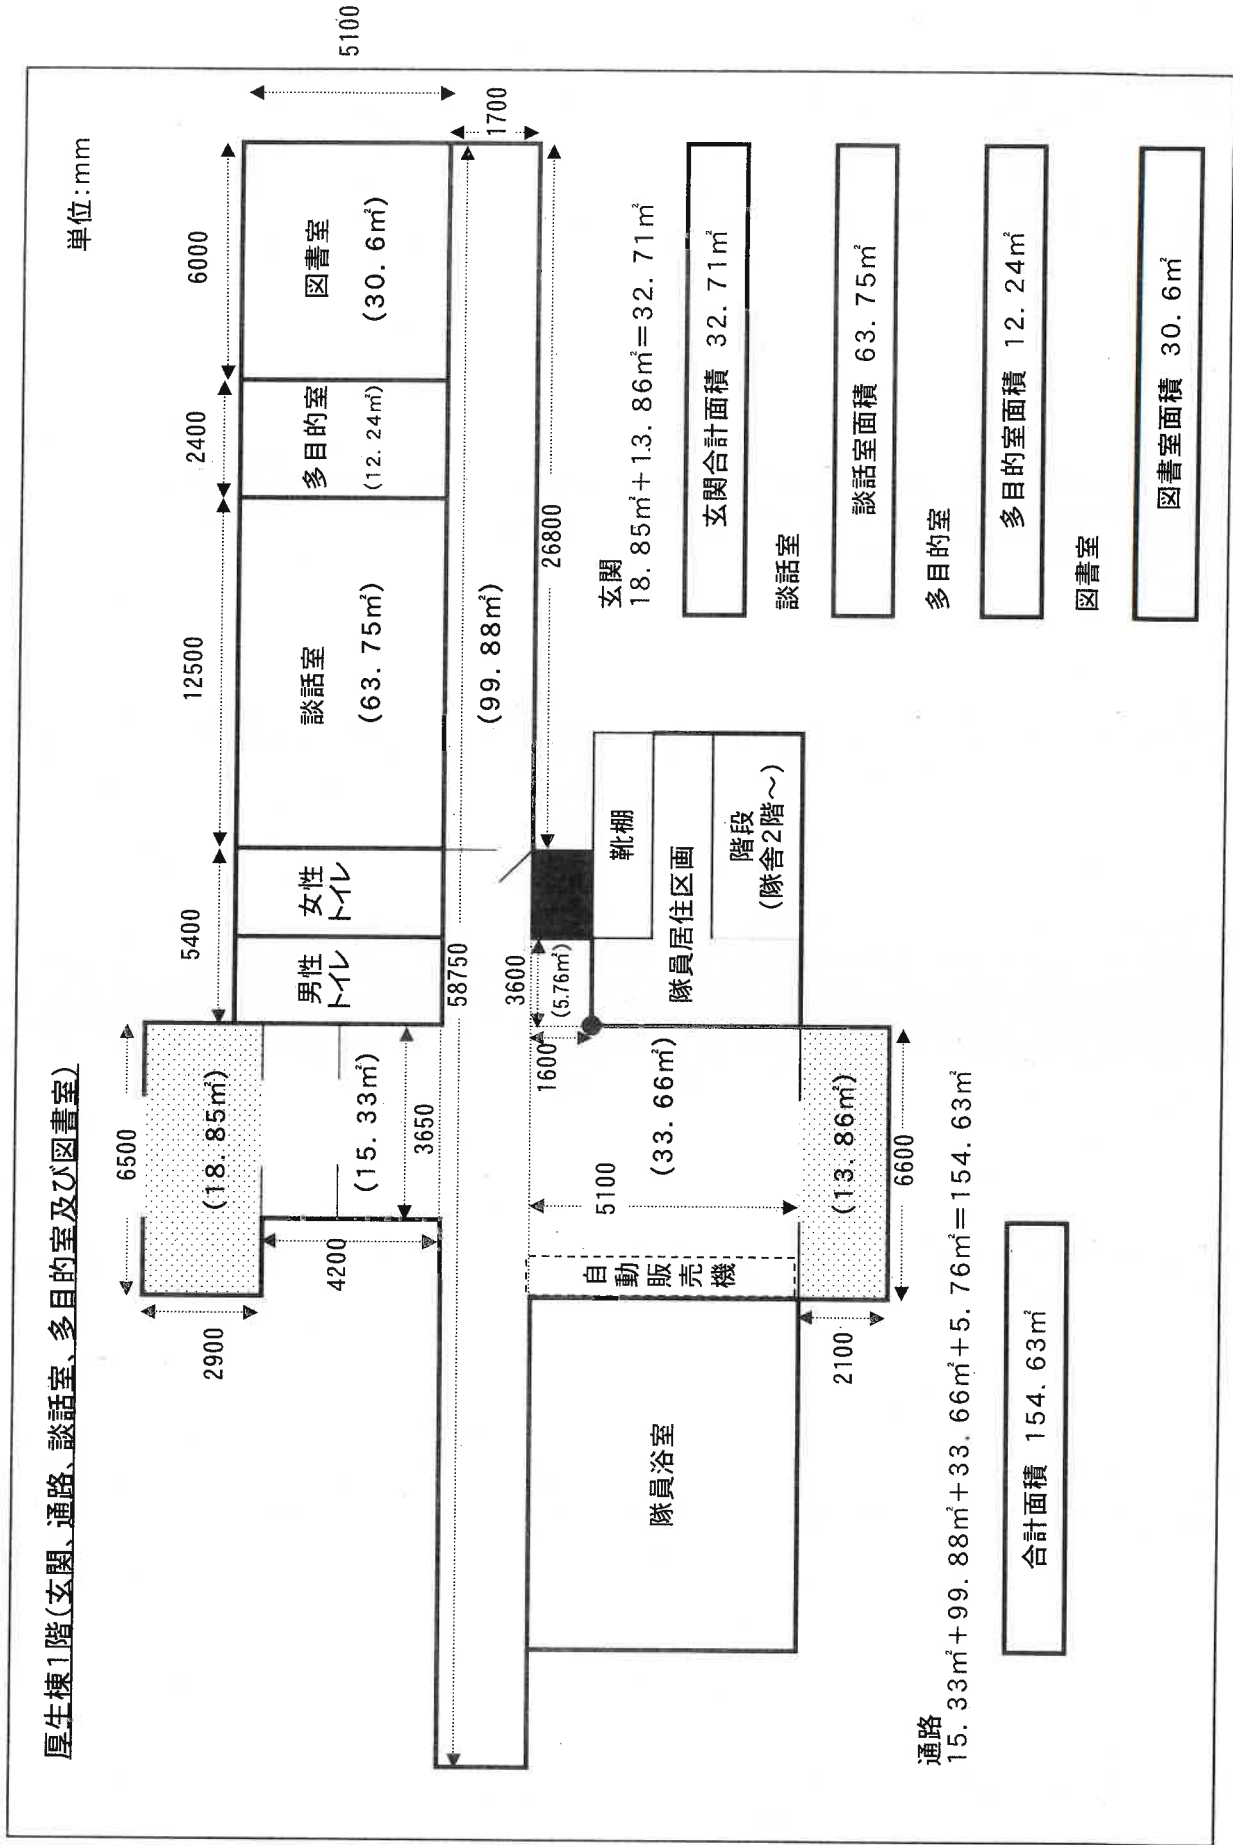 厚生棟1階(玄関、通路、談話室、多目的室及び図書室)
単位:mm
6500
5400
12500
2400
6000
5100
2900
(18.85㎡)
男性
トイレ
女性
トイレ
談話室
(63.75㎡)
多目的室
(12.24㎡)
図書室
(30.6㎡)
4200
(15.33㎡)
3650
58750
(99.88㎡)
1700
1600
3600
(5.76㎡)
26800
隊員浴室
自動販売機
5100
(33.66㎡)
靴棚
隊員居住区画
階段
(隊舎2階~)
2100
(13.86㎡)
6600
玄関
18.85㎡+13.86㎡=32.71㎡
玄関合計面積 32.71㎡
談話室
談話室面積 63.75㎡
多目的室
多目的室面積 12.24㎡
図書室
図書室面積 30.6㎡
通路
15.33㎡+99.88㎡+33.66㎡+5.76㎡=154.63㎡
合計面積 154.63㎡